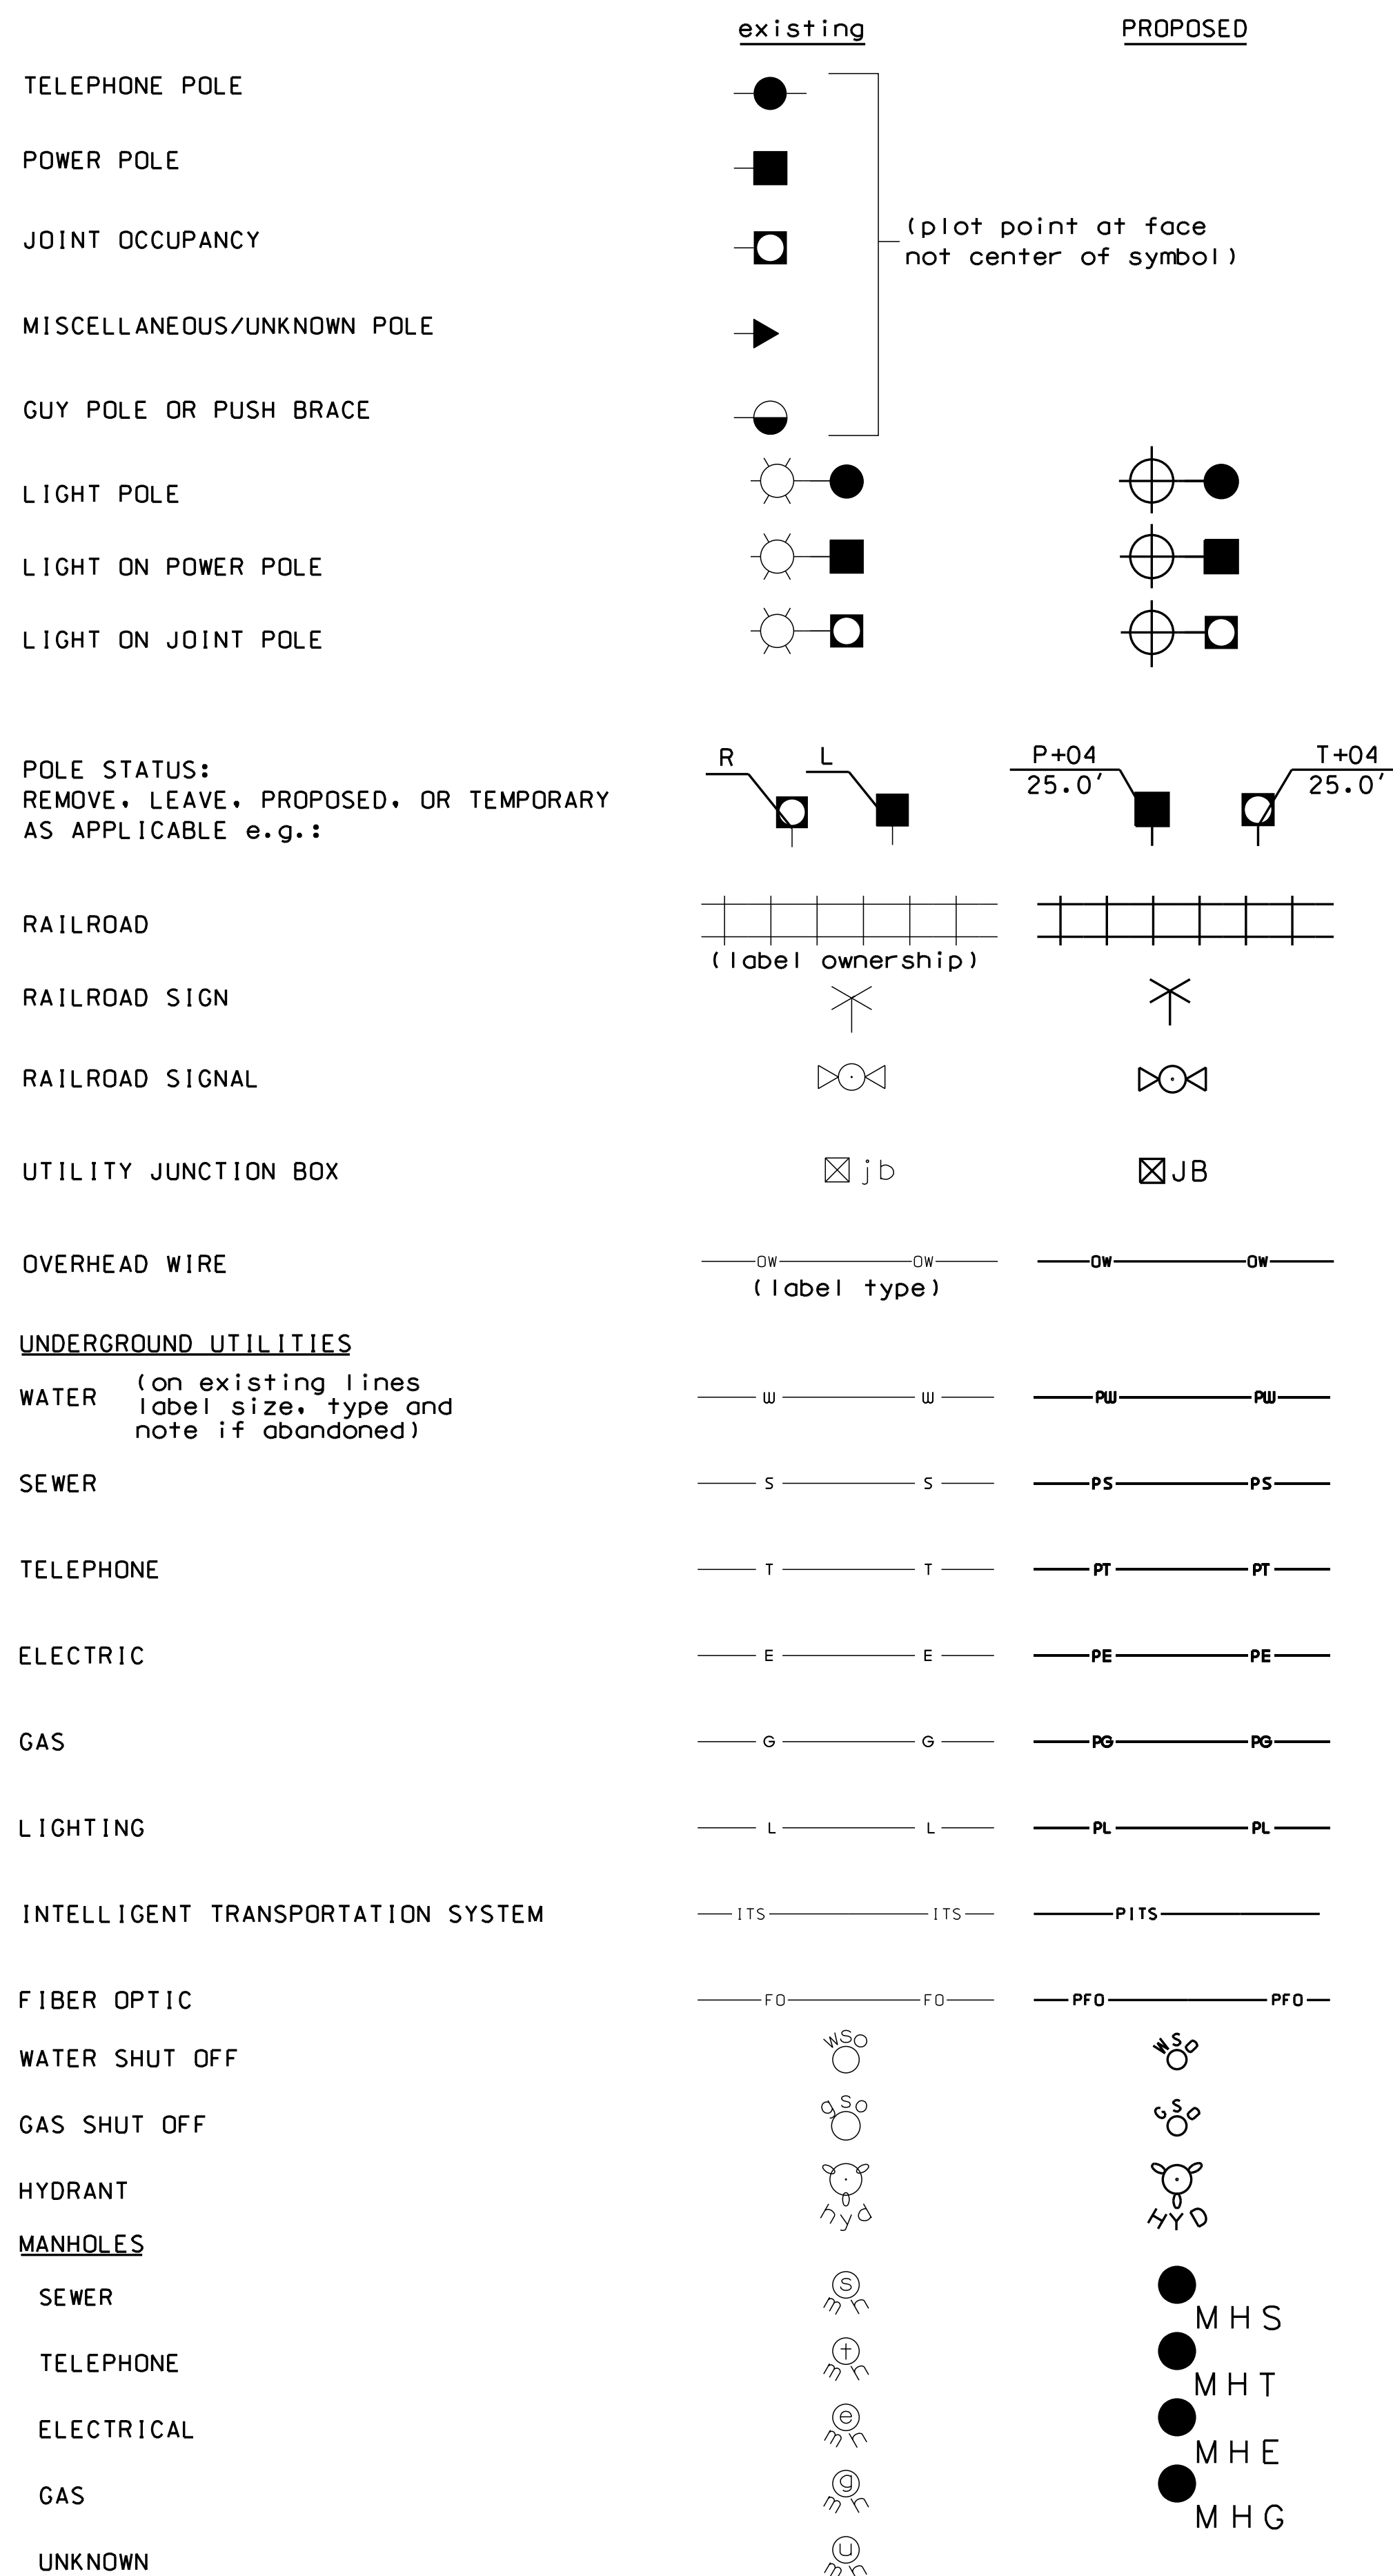 existing PROPOSED
TELEPHONE POLE
POWER POLE
JOINT OCCUPANCY
(plot point at face
not center of symbol)
MISCELLANEOUS/UNKNOWN POLE
GUY POLE OR PUSH BRACE
LIGHT POLE
LIGHT ON POWER POLE
LIGHT ON JOINT POLE
R L P+04 T+04
25.0' 25.0'
POLE STATUS:
REMOVE, LEAVE, PROPOSED, OR TEMPORARY
AS APPLICABLE e.g.:
RAILROAD
(label ownership)
RAILROAD SIGN
RAILROAD SIGNAL
UTILITY JUNCTION BOX jb JB
OVERHEAD WIRE OW OW OW OW
(label type)
UNDERGROUND UTILITIES
WATER (on existing lines
label size, type and
note if abandoned)
W W PW PW
SEWER S S PS PS
TELEPHONE T T PT PT
ELECTRIC E E PE PE
GAS G G PG PG
LIGHTING L L PL PL
INTELLIGENT TRANSPORTATION SYSTEM ITS ITS PITS
FIBER OPTIC FO FO PFO PFO
WATER SHUT OFF wso WSO
GAS SHUT OFF gso GSO
HYDRANT hyd HYD
MANHOLES
SEWER s mh MHS
TELEPHONE t mh MHT
ELECTRICAL e mh MHE
GAS g mh MHG
UNKNOWN u mh